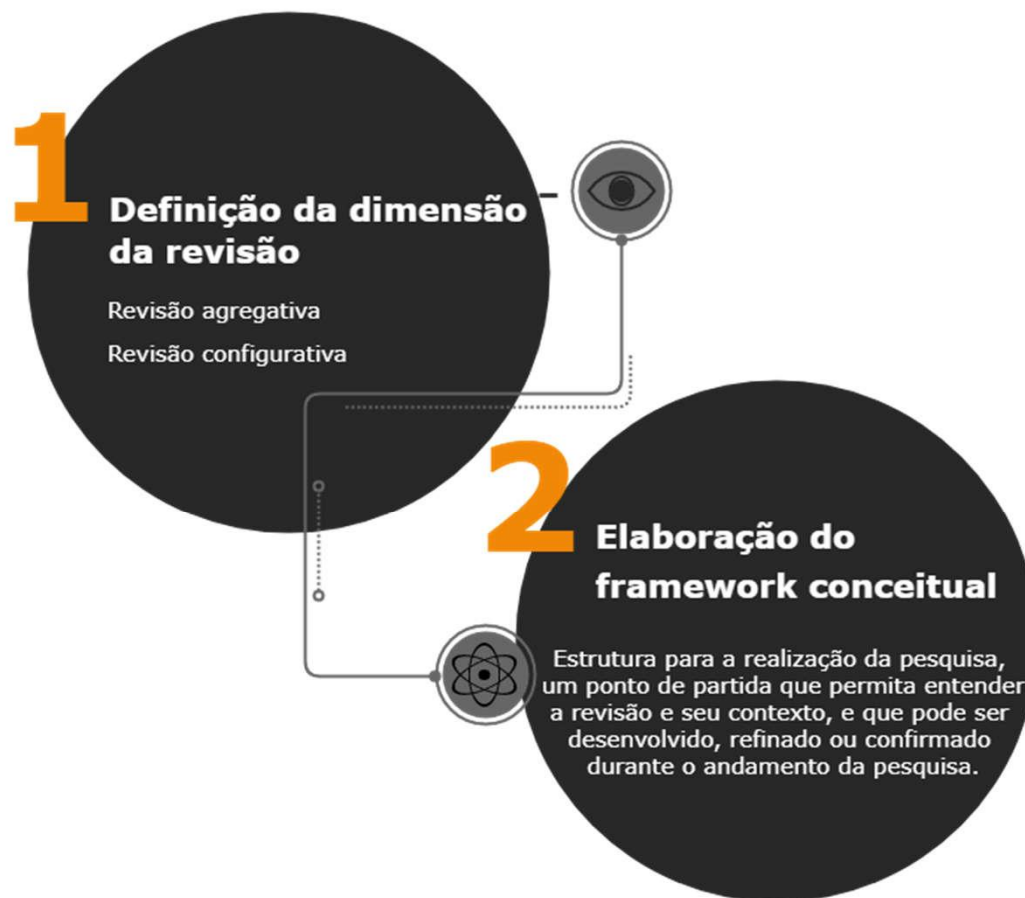 1
Definição da dimensão
da revisão
Revisão agregativa
Revisão configurativa
2
Elaboração do
framework conceitual
Estrutura para a realização da pesquisa,
um ponto de partida que permita entender
a revisão e seu contexto, e que pode ser
desenvolvido, refinado ou confirmado
durante o andamento da pesquisa.